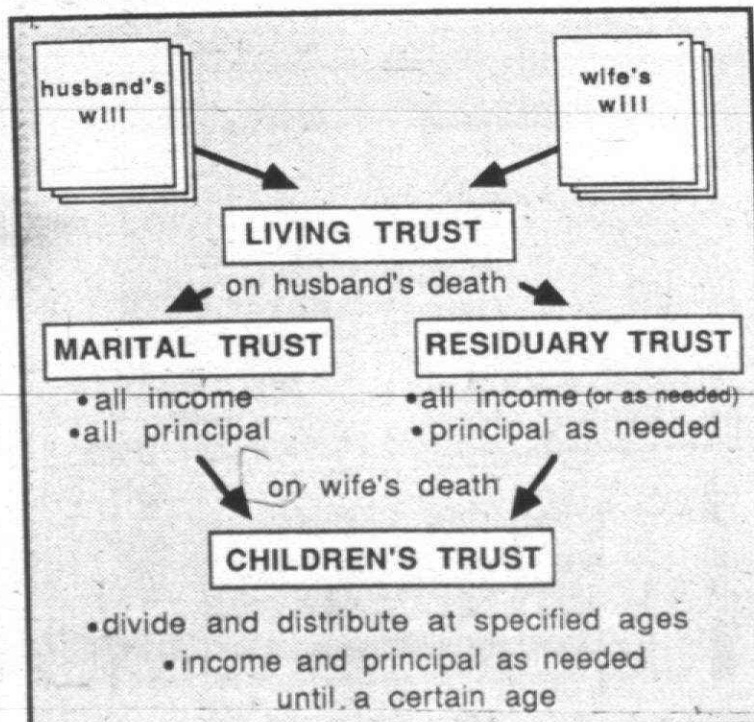 husband's
will
wife's
will
LIVING TRUST
on husband's death
MARITAL TRUST
RESIDUARY TRUST
•all income
•all principal
•all income (or as needed)
•principal as needed
on wife's death
CHILDREN'S TRUST
•divide and distribute at specified ages
•income and principal as needed
until a certain age